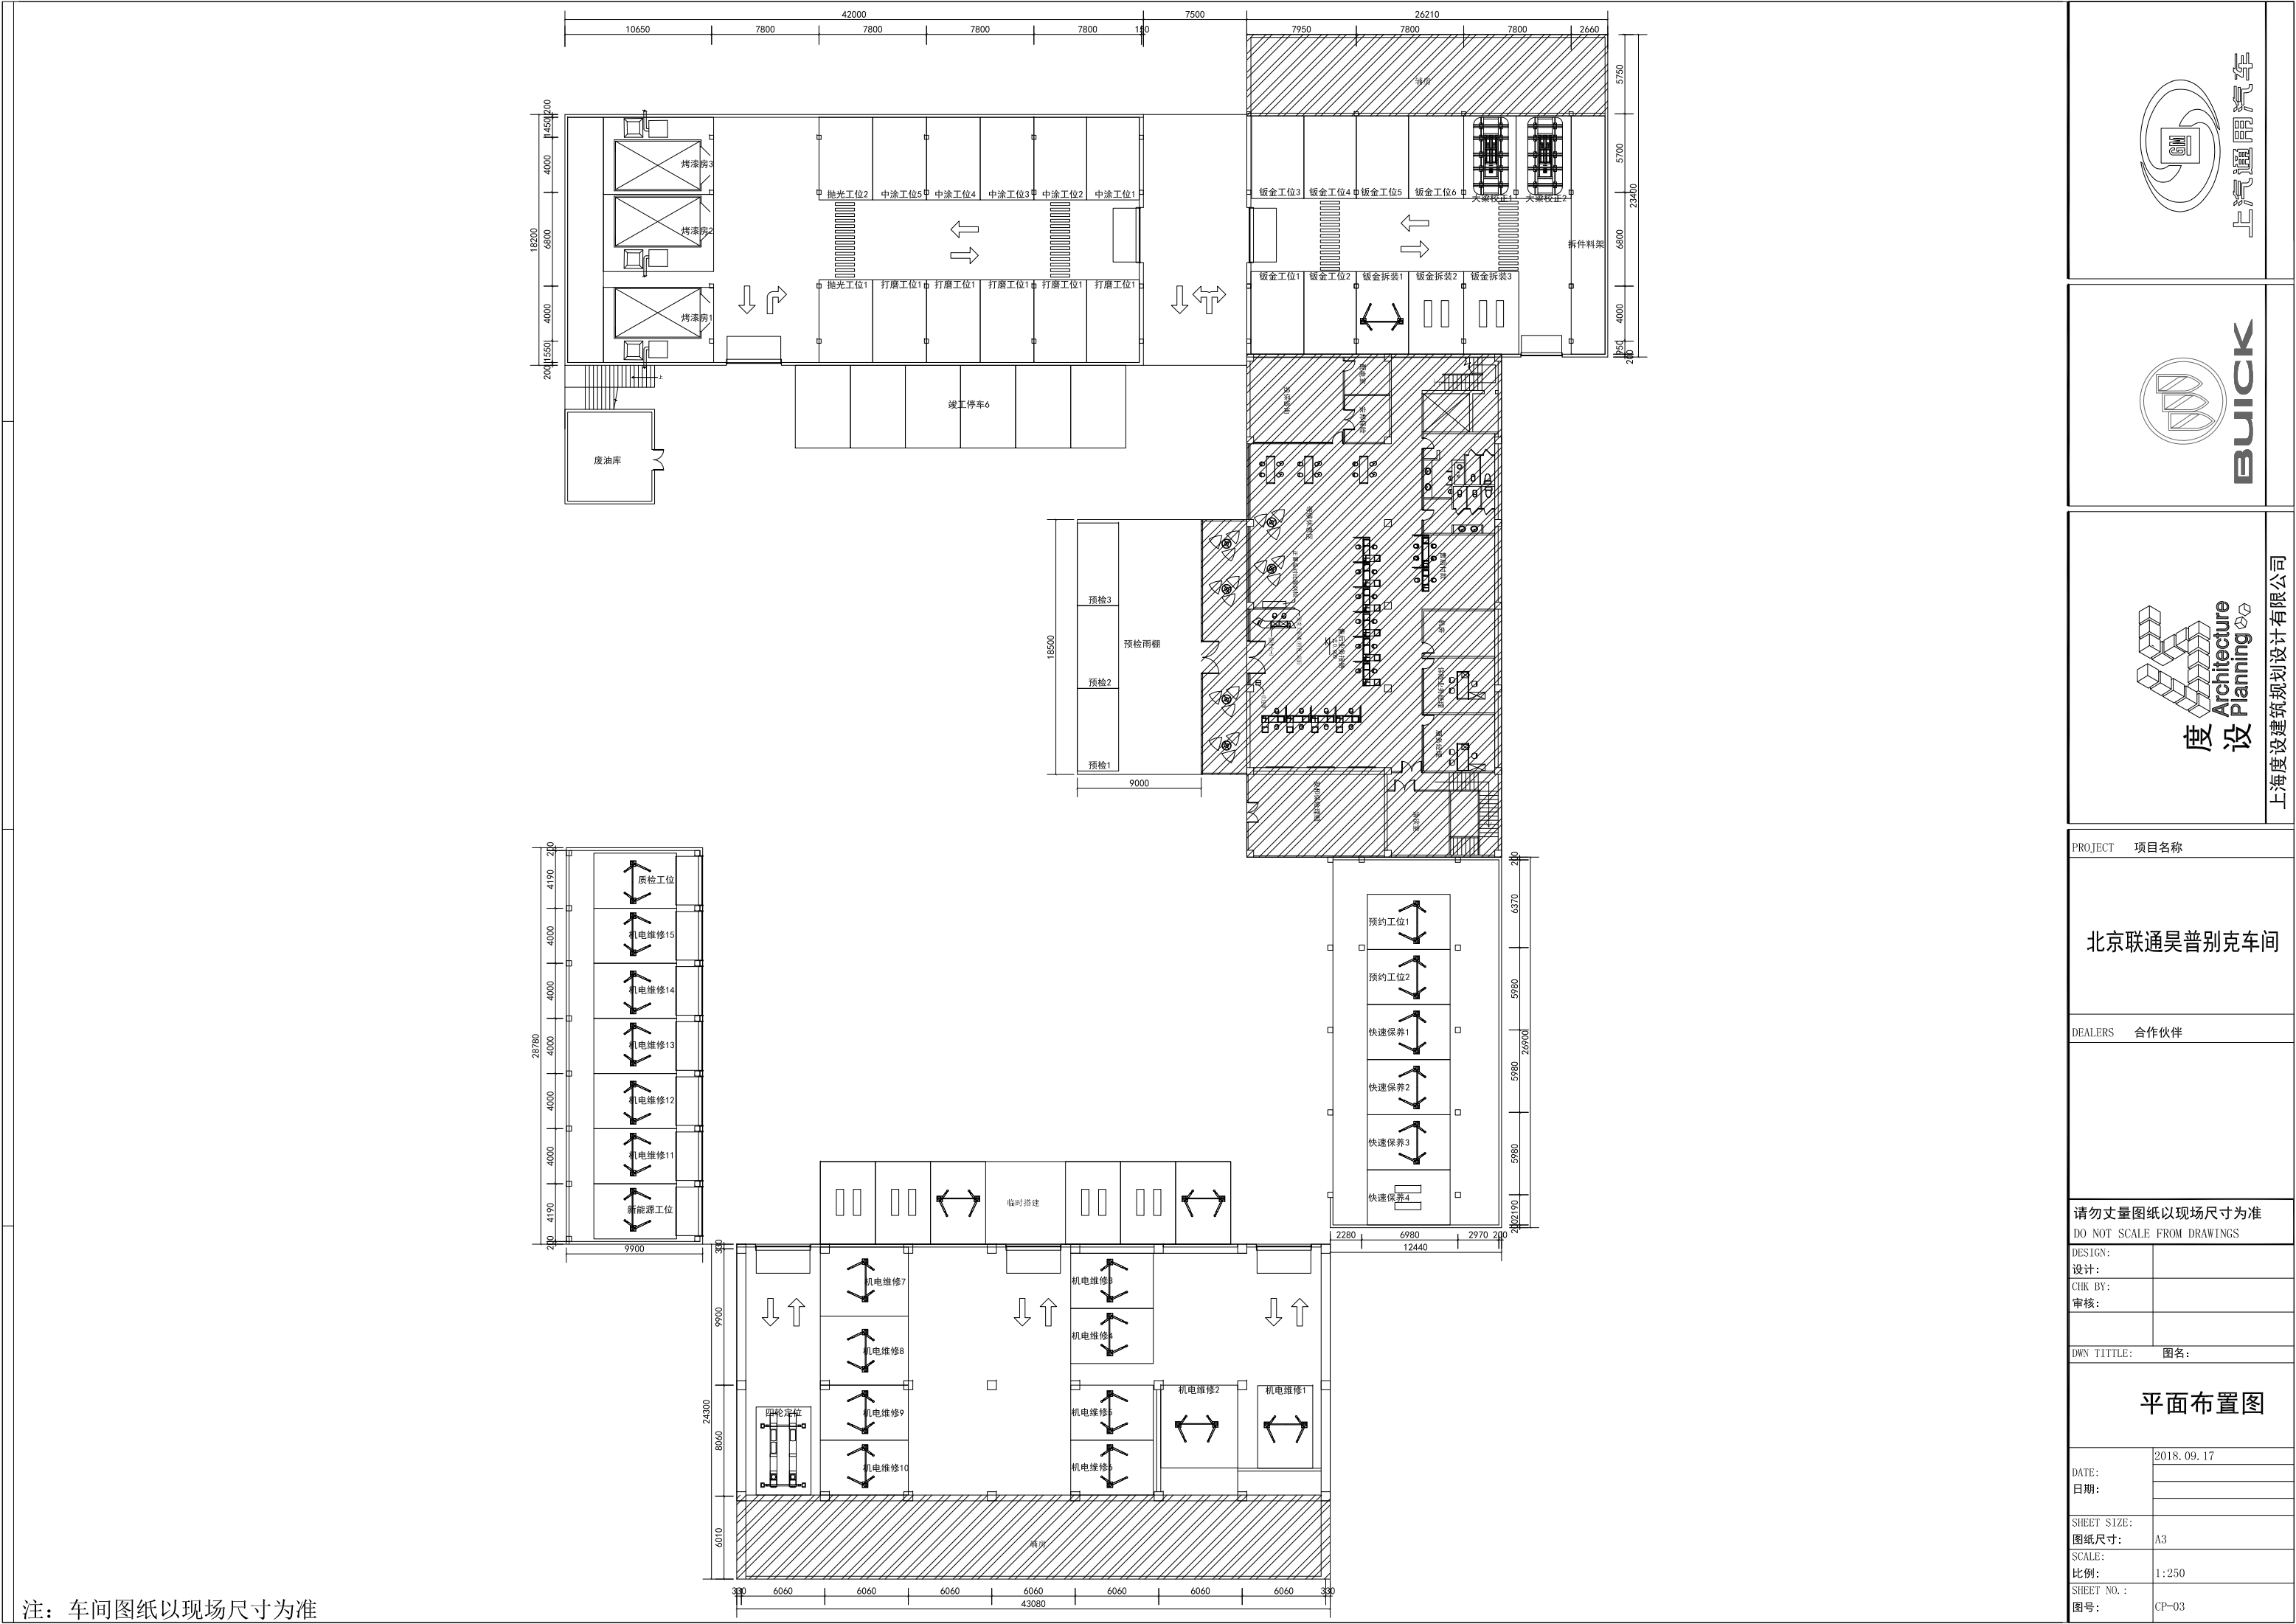 42000
7500
26210
10650
7800
7800
7800
7800
150
7950
7800
7800
2660
5750
5700
23400
6800
4000
950
200
200
1450
4000
18200
6800
4000
1550
200
烤漆房3
烤漆房2
烤漆房1
抛光工位2
中涂工位5
中涂工位4
中涂工位3
中涂工位2
中涂工位1
抛光工位1
打磨工位1
打磨工位1
打磨工位1
打磨工位1
打磨工位1
钣金工位3
钣金工位4
钣金工位5
钣金工位6
大梁校正1
大梁校正2
拆件料架
钣金工位1
钣金工位2
钣金拆装1
钣金拆装2
钣金拆装3
上
竣工停车6
废油库
18500
预检3
预检2
预检1
预检雨棚
9000
28780
200
4190
4000
4000
4000
4000
4000
4190
200
质检工位
机电维修15
机电维修14
机电维修13
机电维修12
机电维修11
新能源工位
9900
预约工位1
预约工位2
快速保养1
快速保养2
快速保养3
快速保养4
200
6370
5980
5980
5980
2190
200
26900
2280
6980
2970
200
12440
临时搭建
330
9900
24300
8060
6010
机电维修7
机电维修8
机电维修9
机电维修10
机电维修3
机电维修4
机电维修5
机电维修6
机电维修2
机电维修1
四轮定位
330
6060
6060
6060
6060
6060
6060
6060
330
43080
注：车间图纸以现场尺寸为准
GM
上汽通用汽车
BUICK
度设
Architecture
Planning
上海度设建筑规划设计有限公司
PROJECT 项目名称
北京联通昊普别克车间
DEALERS 合作伙伴
请勿丈量图纸以现场尺寸为准
DO NOT SCALE FROM DRAWINGS
DESIGN:
设计:
CHK BY:
审核:
DWN TITTLE: 图名:
平面布置图
2018.09.17
DATE:
日期:
SHEET SIZE:
图纸尺寸: A3
SCALE:
比例: 1:250
SHEET NO.:
图号: CP-03